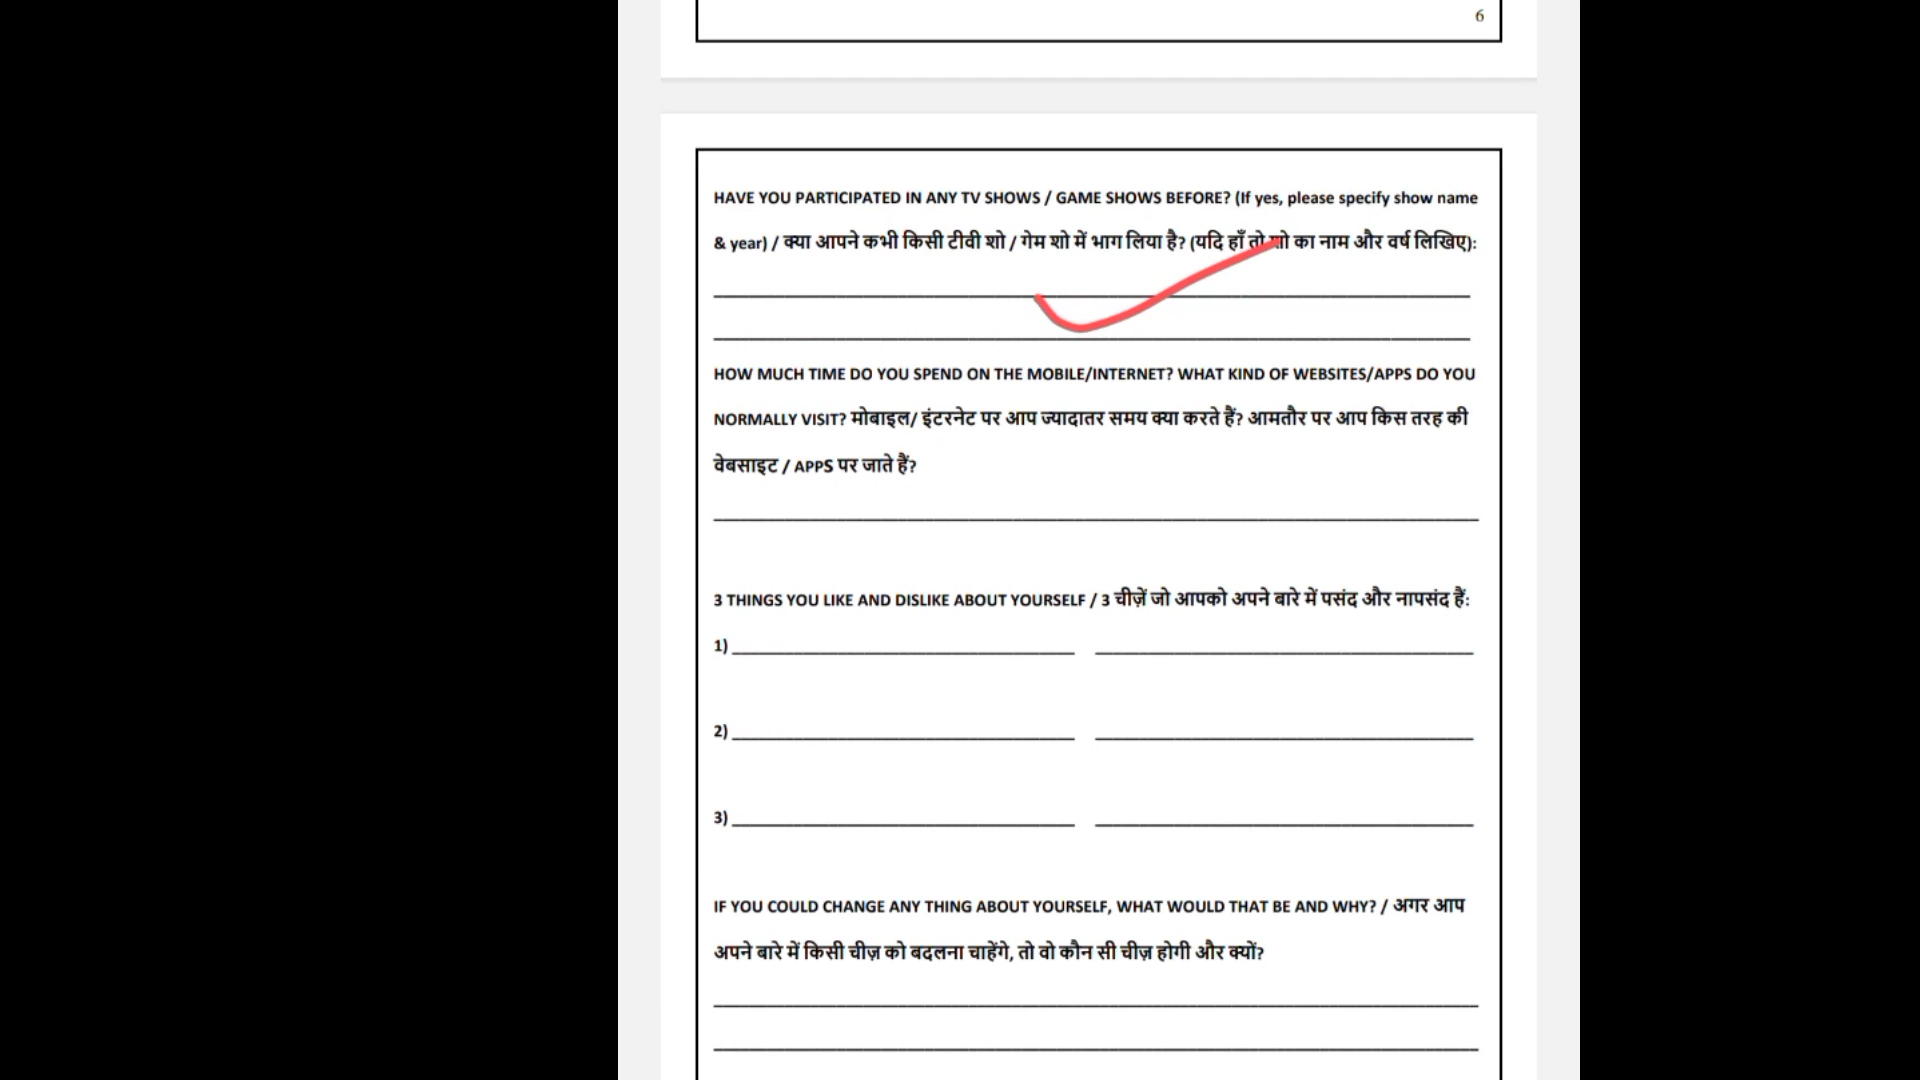 6
HAVE YOU PARTICIPATED IN ANY TV SHOWS / GAME SHOWS BEFORE? (If yes, please specify show name
& year) / क्या आपने कभी किसी टीवी शो / गेम शो में भाग लिया है? (यदि हाँ तो शो का नाम और वर्ष लिखिए):
HOW MUCH TIME DO YOU SPEND ON THE MOBILE/INTERNET? WHAT KIND OF WEBSITES/APPS DO YOU
NORMALLY VISIT? मोबाइल/ इंटरनेट पर आप ज्यादातर समय क्या करते हैं? आमतौर पर आप किस तरह की
वेबसाइट / APPS पर जाते हैं?
3 THINGS YOU LIKE AND DISLIKE ABOUT YOURSELF / 3 चीज़ें जो आपको अपने बारे में पसंद और नापसंद हैं:
1)
2)
3)
IF YOU COULD CHANGE ANY THING ABOUT YOURSELF, WHAT WOULD THAT BE AND WHY? / अगर आप
अपने बारे में किसी चीज़ को बदलना चाहेंगे, तो वो कौन सी चीज़ होगी और क्यों?